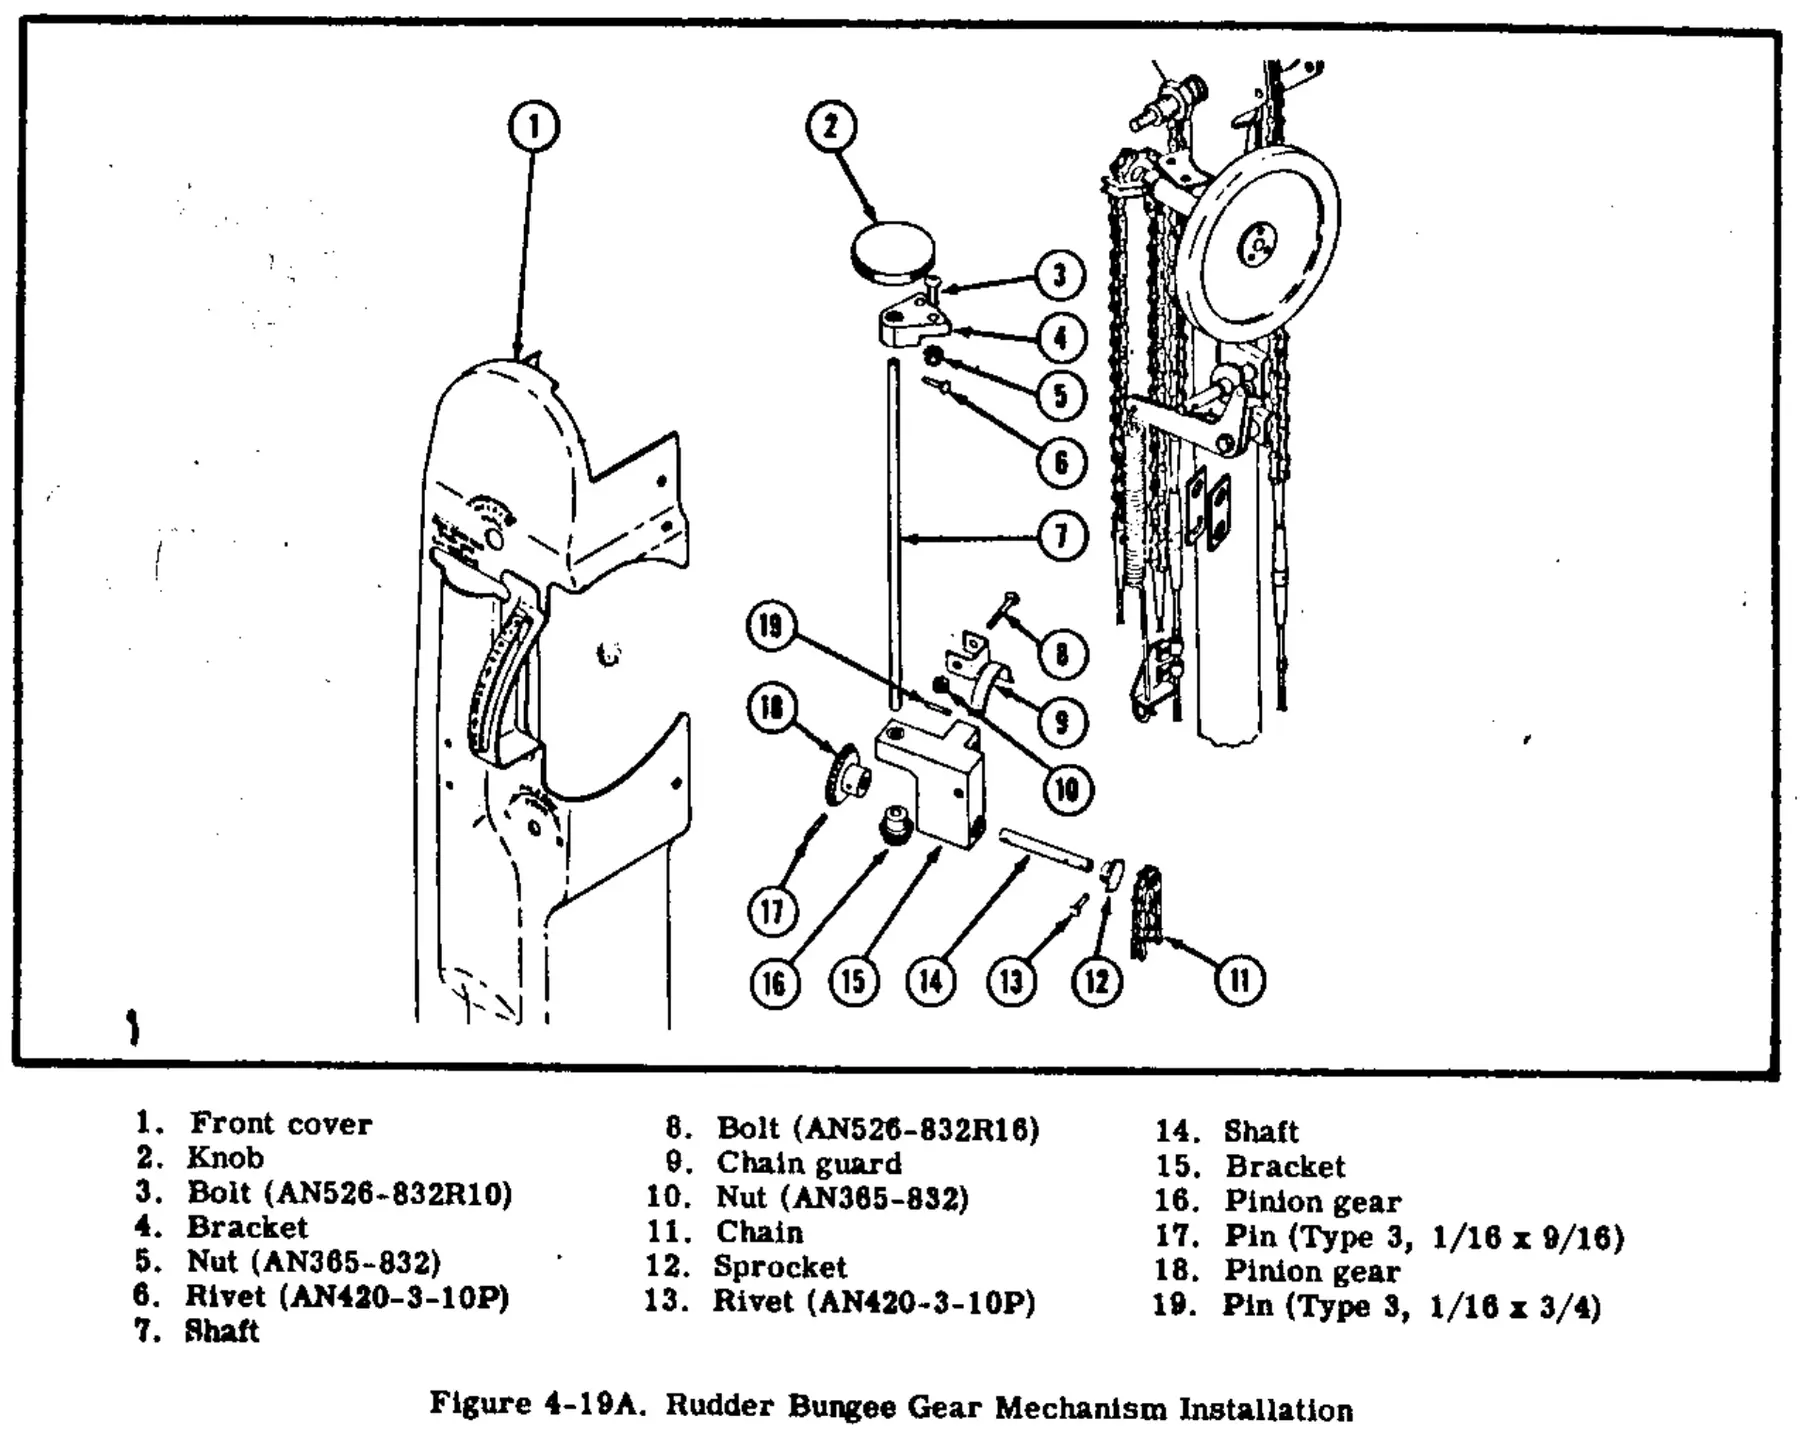 1
2
3
4
5
6
7
19
8
18
9
10
17
16
15
14
13
12
11
1. Front cover
2. Knob
3. Bolt (AN526-832R10)
4. Bracket
5. Nut (AN365-832)
6. Rivet (AN420-3-10P)
7. Shaft
8. Bolt (AN526-832R16)
9. Chain guard
10. Nut (AN365-832)
11. Chain
12. Sprocket
13. Rivet (AN420-3-10P)
14. Shaft
15. Bracket
16. Pinion gear
17. Pin (Type 3, 1/16 x 9/16)
18. Pinion gear
19. Pin (Type 3, 1/16 x 3/4)
Figure 4-19A. Rudder Bungee Gear Mechanism Installation